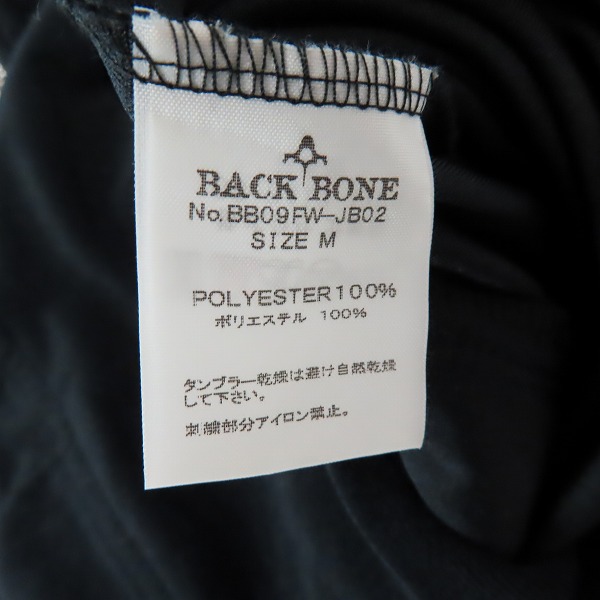 BACK BONE
No.BB09FW-JB02
SIZE M
POLYESTER100%
ポリエステル 100%
タンブラー乾燥は避け自然乾燥
して下さい。
刺繍部分アイロン禁止。